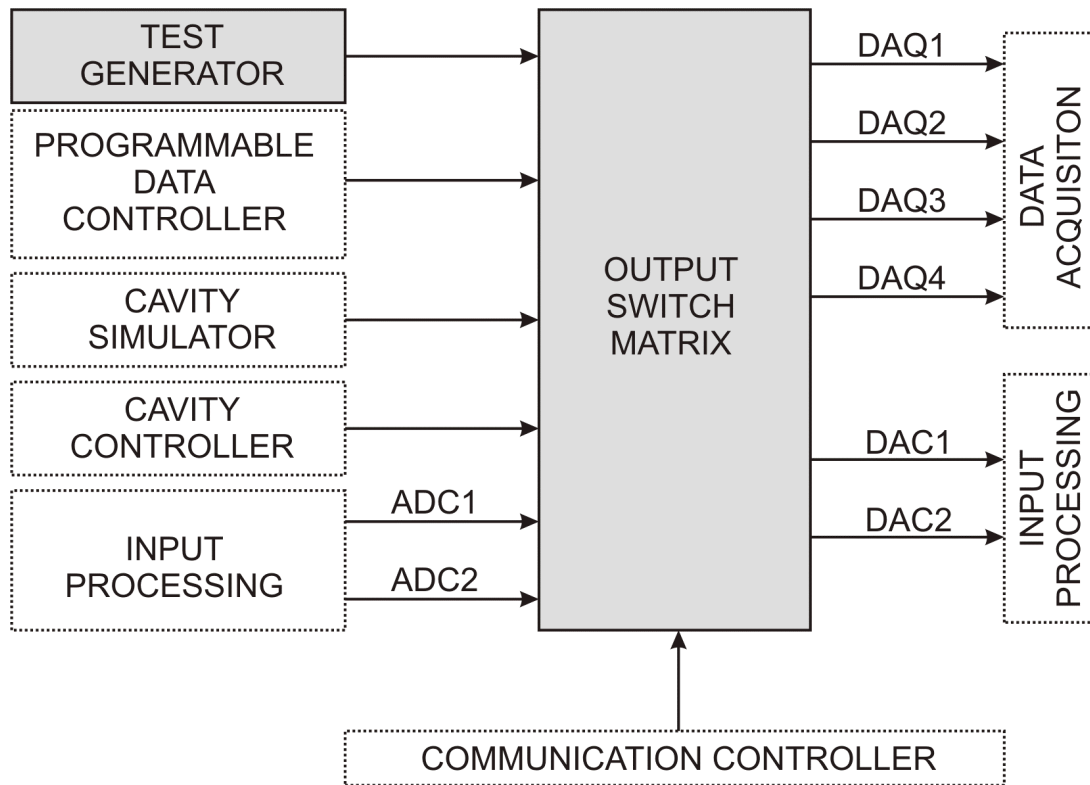 TEST
GENERATOR
PROGRAMMABLE
DATA
CONTROLLER
CAVITY
SIMULATOR
CAVITY
CONTROLLER
INPUT
PROCESSING
ADC1
ADC2
OUTPUT
SWITCH
MATRIX
DAQ1
DAQ2
DAQ3
DAQ4
DATA
ACQUISITON
DAC1
DAC2
INPUT
PROCESSING
COMMUNICATION CONTROLLER